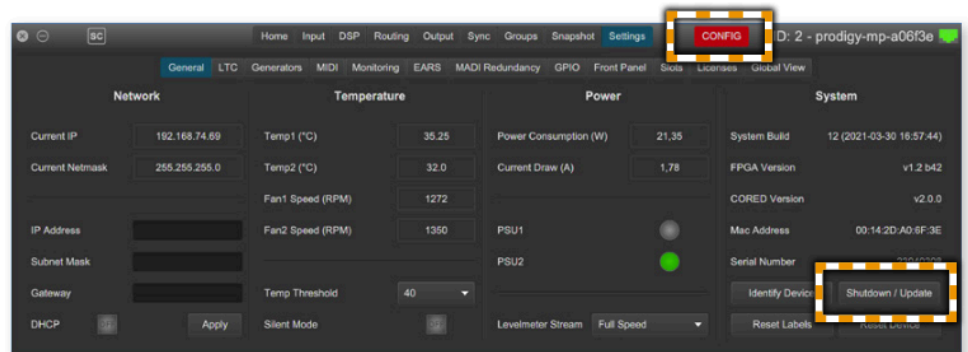 SC Home Input DSP Routing Output Sync Groups Snapshot Settings CONFIG D: 2 - prodigy-mp-a06f3e
General LTC Generators MIDI Monitoring EARS MADI Redundancy GPIO Front Panel Slots Licenses Global View
Network Temperature Power System
Current IP 192.168.74.69 Temp1 (°C) 35.25 Power Consumption (W) 21,35 System Build 12 (2021-03-30 16:57:44)
Current Netmask 255.255.255.0 Temp2 (°C) 32.0 Current Draw (A) 1,78 FPGA Version v1.2 b42
Fan1 Speed (RPM) 1272 CORED Version v2.0.0
IP Address Fan2 Speed (RPM) 1350 PSU1 Mac Address 00:14:2D:A0:6F:3E
Subnet Mask PSU2 Serial Number
Gateway Temp Threshold 40 Identify Device Shutdown / Update
DHCP Apply Silent Mode Levelmeter Stream Full Speed Reset Labels Reset Device